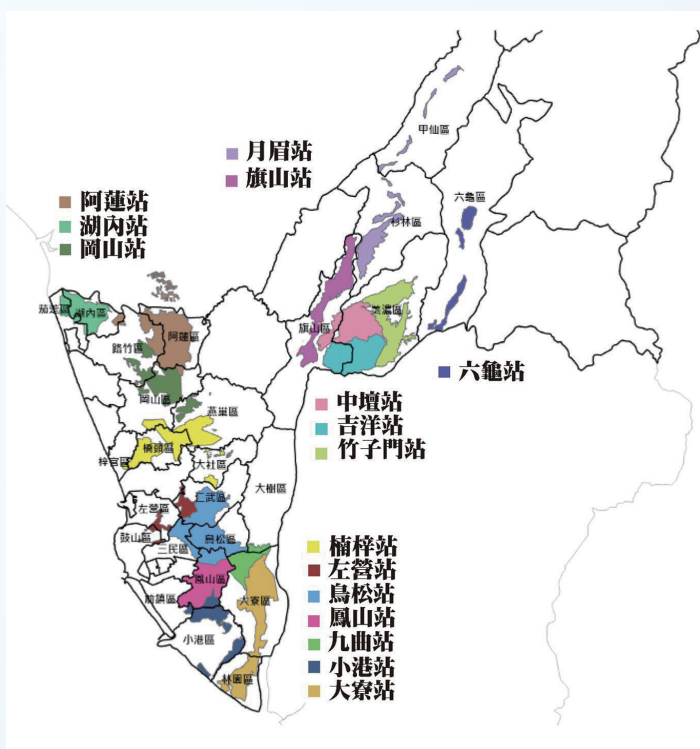 甲仙區
月眉站
旗山站
六龜區
阿蓮站
湖內站
岡山站
杉林區
茄萣區
湖內區
阿蓮區
旗山區
美濃區
路竹區
六龜站
岡山區
燕巢區
中壇站
吉洋站
竹子門站
橋頭區
梓官區
大社區
大樹區
仁武區
左營區
鼓山區
三民區
鳥松區
楠梓站
左營站
鳥松站
鳳山站
九曲站
小港站
大寮站
鳳山區
前鎮區
大寮區
小港區
林園區